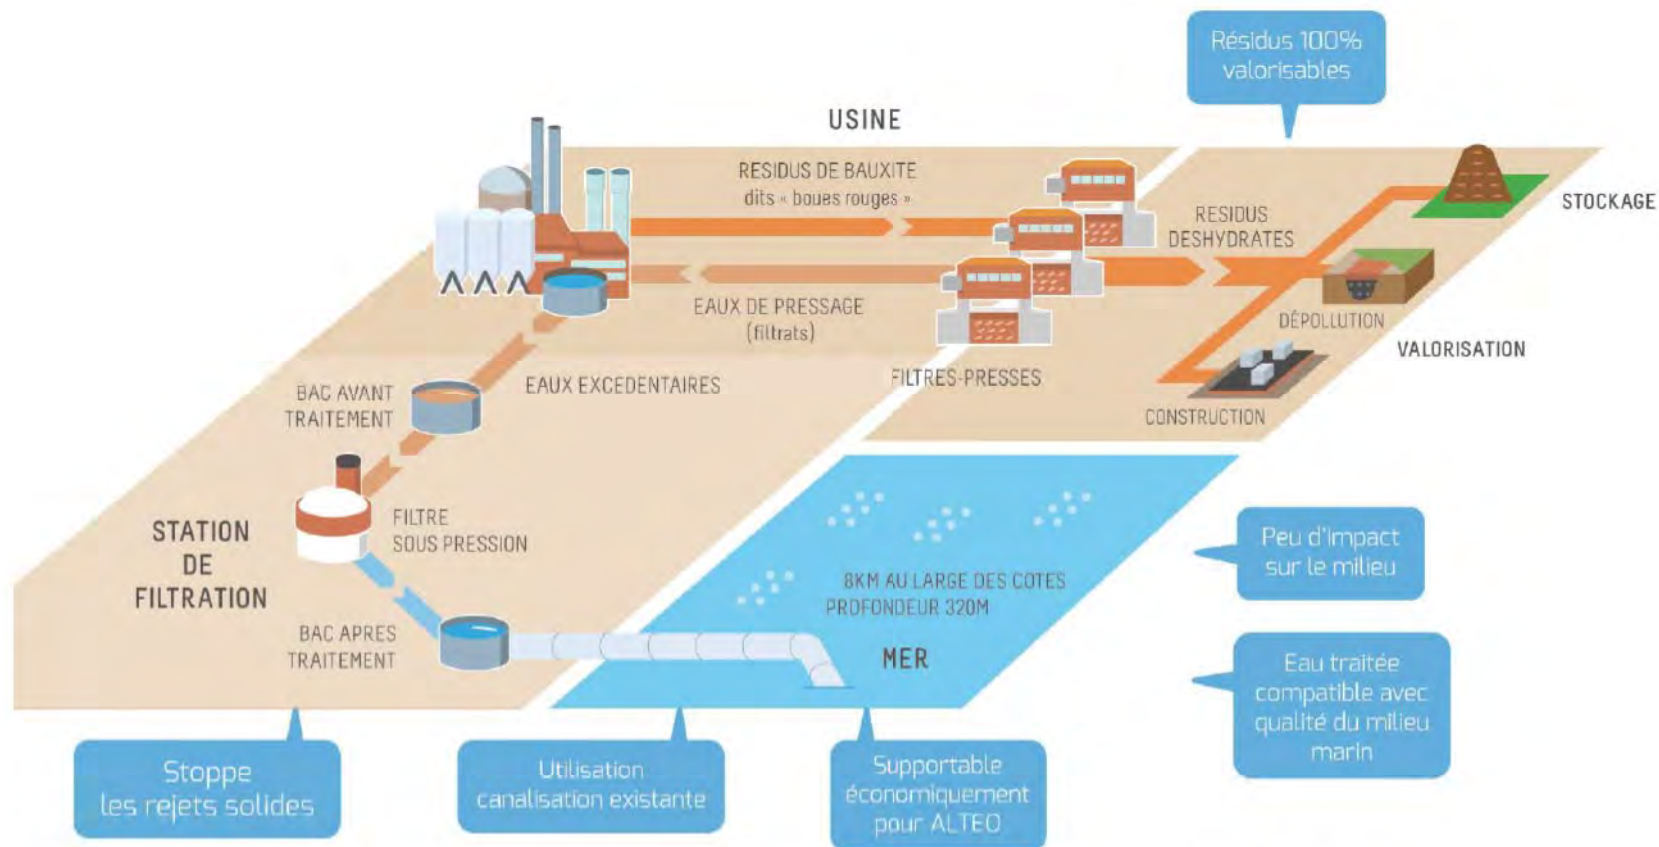 Résidus 100%
valorisables
USINE
RESIDUS DE BAUXITE
dits « boues rouges »
RESIDUS
DESHYDRATES
STOCKAGE
EAUX DE PRESSAGE
(filtrats)
DÉPOLLUTION
VALORISATION
FILTRES-PRESSES
CONSTRUCTION
EAUX EXCEDENTAIRES
BAC AVANT
TRAITEMENT
FILTRE
SOUS PRESSION
STATION
DE
FILTRATION
BAC APRES
TRAITEMENT
8KM AU LARGE DES COTES
PROFONDEUR 320M
MER
Peu d'impact
sur le milieu
Eau traitée
compatible avec
qualité du milieu
marin
Stoppe
les rejets solides
Utilisation
canalisation existante
Supportable
économiquement
pour ALTEO